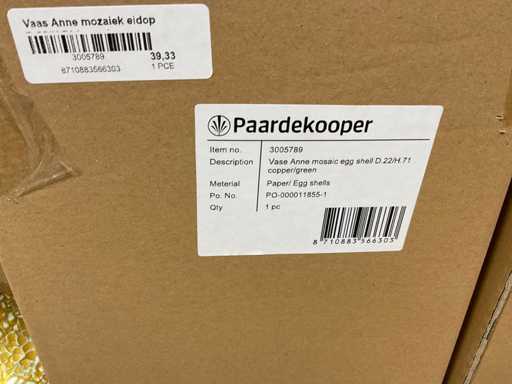 Vaas Anne mozaiek eidop
3005789
39,33
8710883566303
1 PCE
Paardekooper
Item no. 3005789
Description Vase Anne mosaic egg shell D.22/H.71
copper/green
Meterial Paper/ Egg shells
Po. No. PO-000011855-1
Qty 1 pc
8 710883 566303